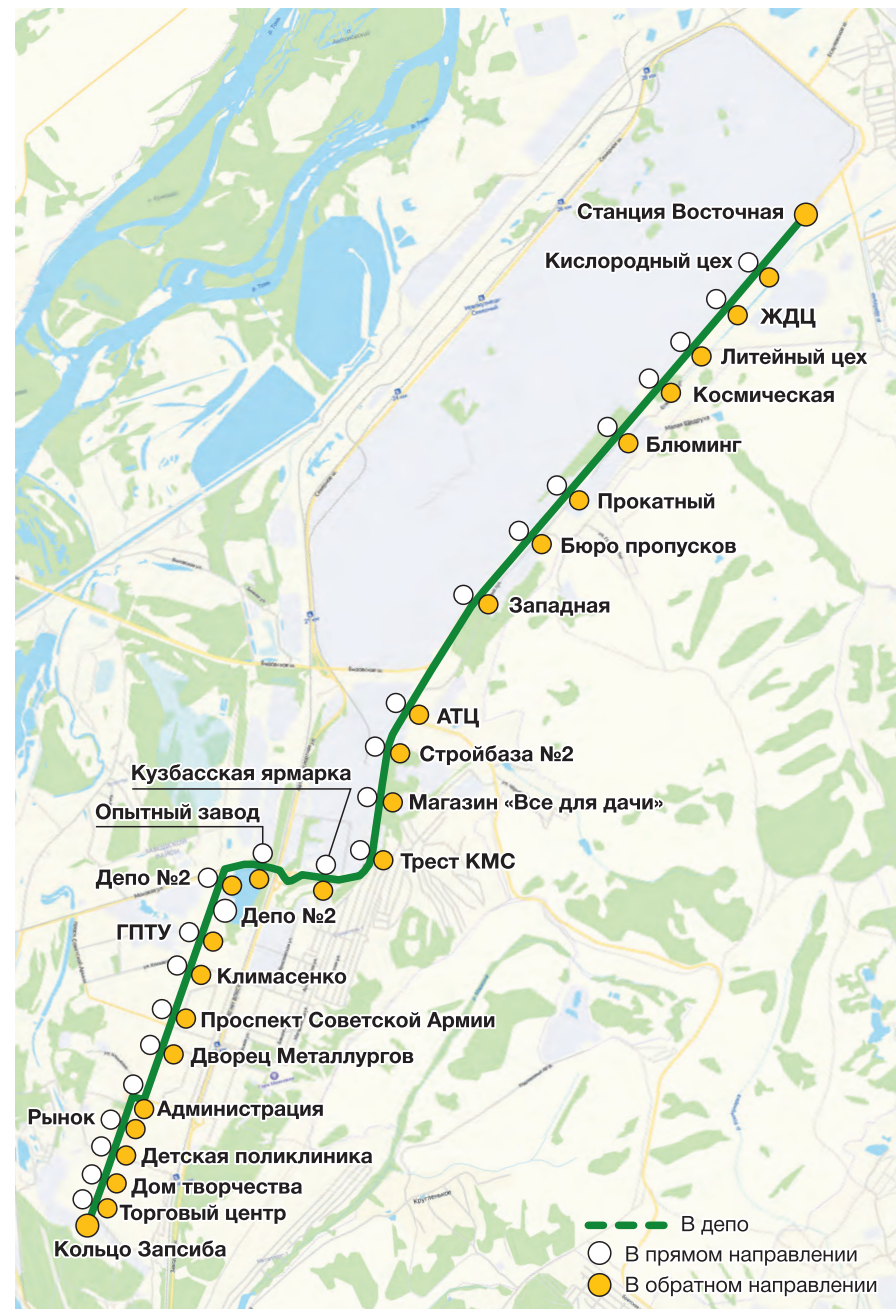 Станция Восточная
Кислородный цех
ЖДЦ
Литейный цех
Космическая
Блюминг
Прокатный
Бюро пропусков
Западная
АТЦ
Стройбаза №2
Кузбасская ярмарка
Магазин «Все для дачи»
Опытный завод
Трест КМС
Депо №2
Депо №2
ГПТУ
Климасенко
Проспект Советской Армии
Дворец Металлургов
Администрация
Рынок
Детская поликлиника
Дом творчества
Торговый центр
Кольцо Запсиба
Кругленькое
В депо
В прямом направлении
В обратном направлении